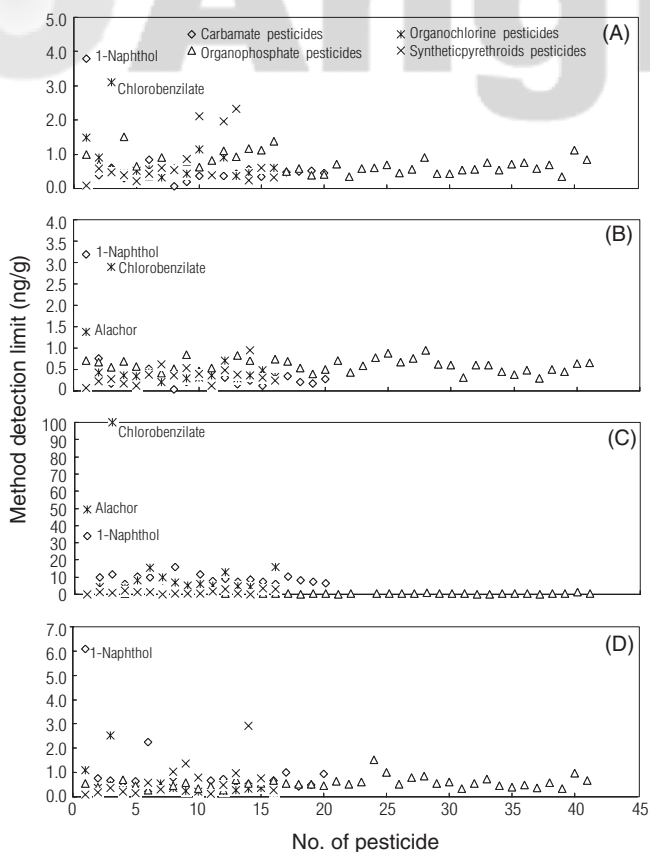 Angl
◇ Carbamate pesticides
△ Organophosphate pesticides
Organochlorine pesticides
× Syntheticpyrethroids pesticides
(A)
5.0
4.0
3.0
2.0
1.0
0.0
1-Naphthol
Chlorobenzilate
(B)
4.0
3.5
3.0
2.5
2.0
1.5
1.0
0.5
0
1-Naphthol
Chlorobenzilate
Alachor
Method detection limit (ng/g)
(C)
100
90
80
70
60
50
40
30
20
10
0
Chlorobenzilate
Alachor
1-Naphthol
(D)
7.0
6.0
5.0
4.0
3.0
2.0
1.0
0.0
1-Naphthol
0 5 10 15 20 25 30 35 40 45
No. of pesticide